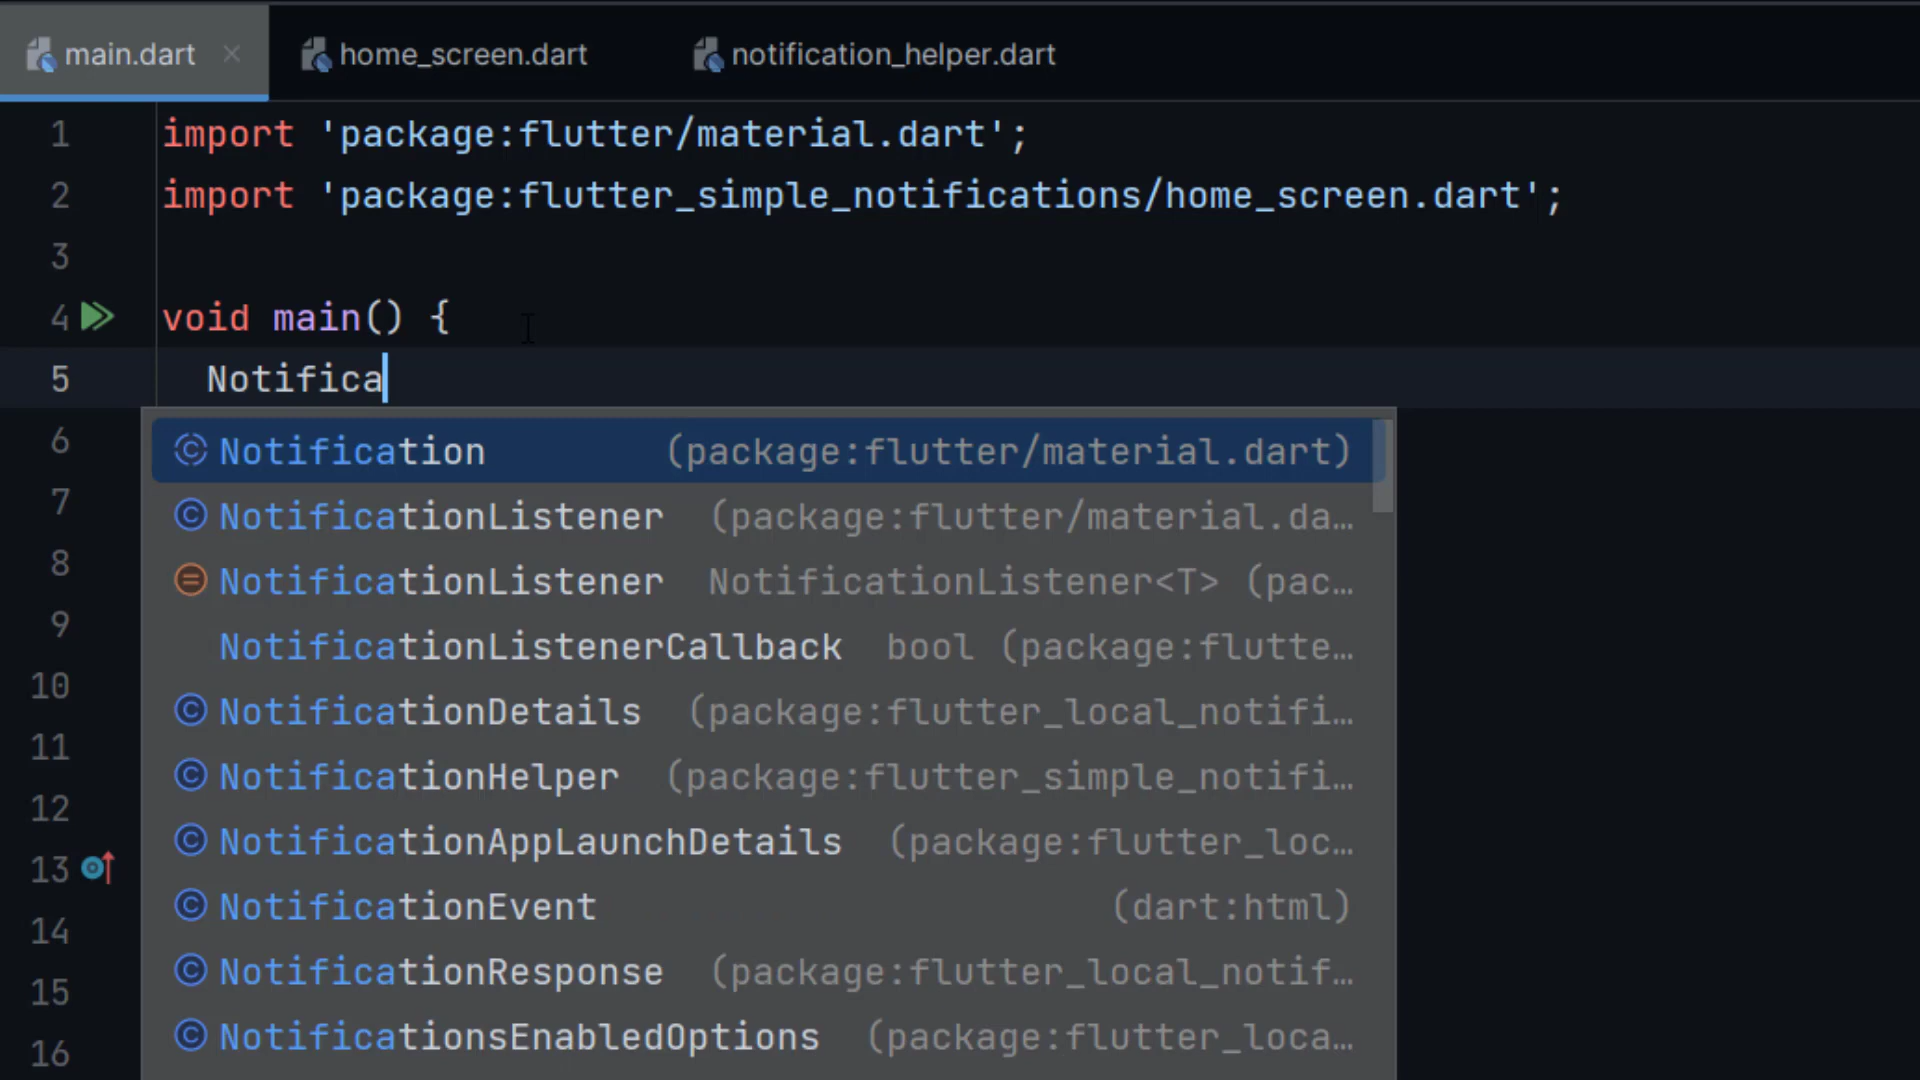 main.dart home_screen.dart notification_helper.dart
1 import 'package:flutter/material.dart';
2 import 'package:flutter_simple_notifications/home_screen.dart';
3
4 void main() {
5 Notifica
6 Notification (package:flutter/material.dart)
7 NotificationListener (package:flutter/material.da…
8 NotificationListener NotificationListener<T> (pac…
9 NotificationListenerCallback bool (package:flutte…
10 NotificationDetails (package:flutter_local_notifi…
11 NotificationHelper (package:flutter_simple_notifi…
12 NotificationAppLaunchDetails (package:flutter_loc…
13 NotificationEvent (dart:html)
14 NotificationResponse (package:flutter_local_notif…
15 NotificationsEnabledOptions (package:flutter_loca…
16